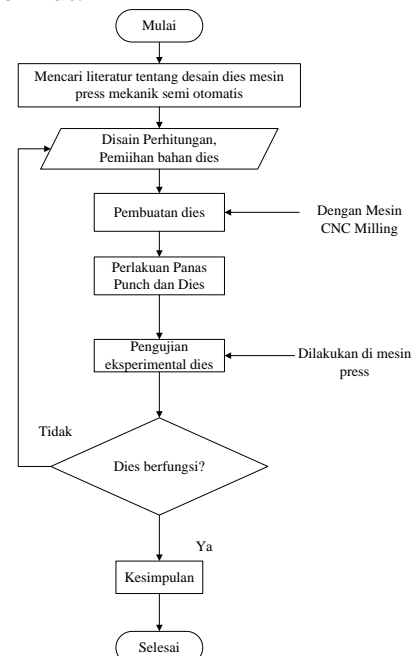 Mulai
Mencari literatur tentang desain dies mesin
press mekanik semi otomatis
Disain Perhitungan,
Pemiihan bahan dies
Pembuatan dies
Dengan Mesin
CNC Milling
Perlakuan Panas
Punch dan Dies
Pengujian
eksperimental dies
Dilakukan di mesin
press
Tidak
Dies berfungsi?
Ya
Kesimpulan
Selesai